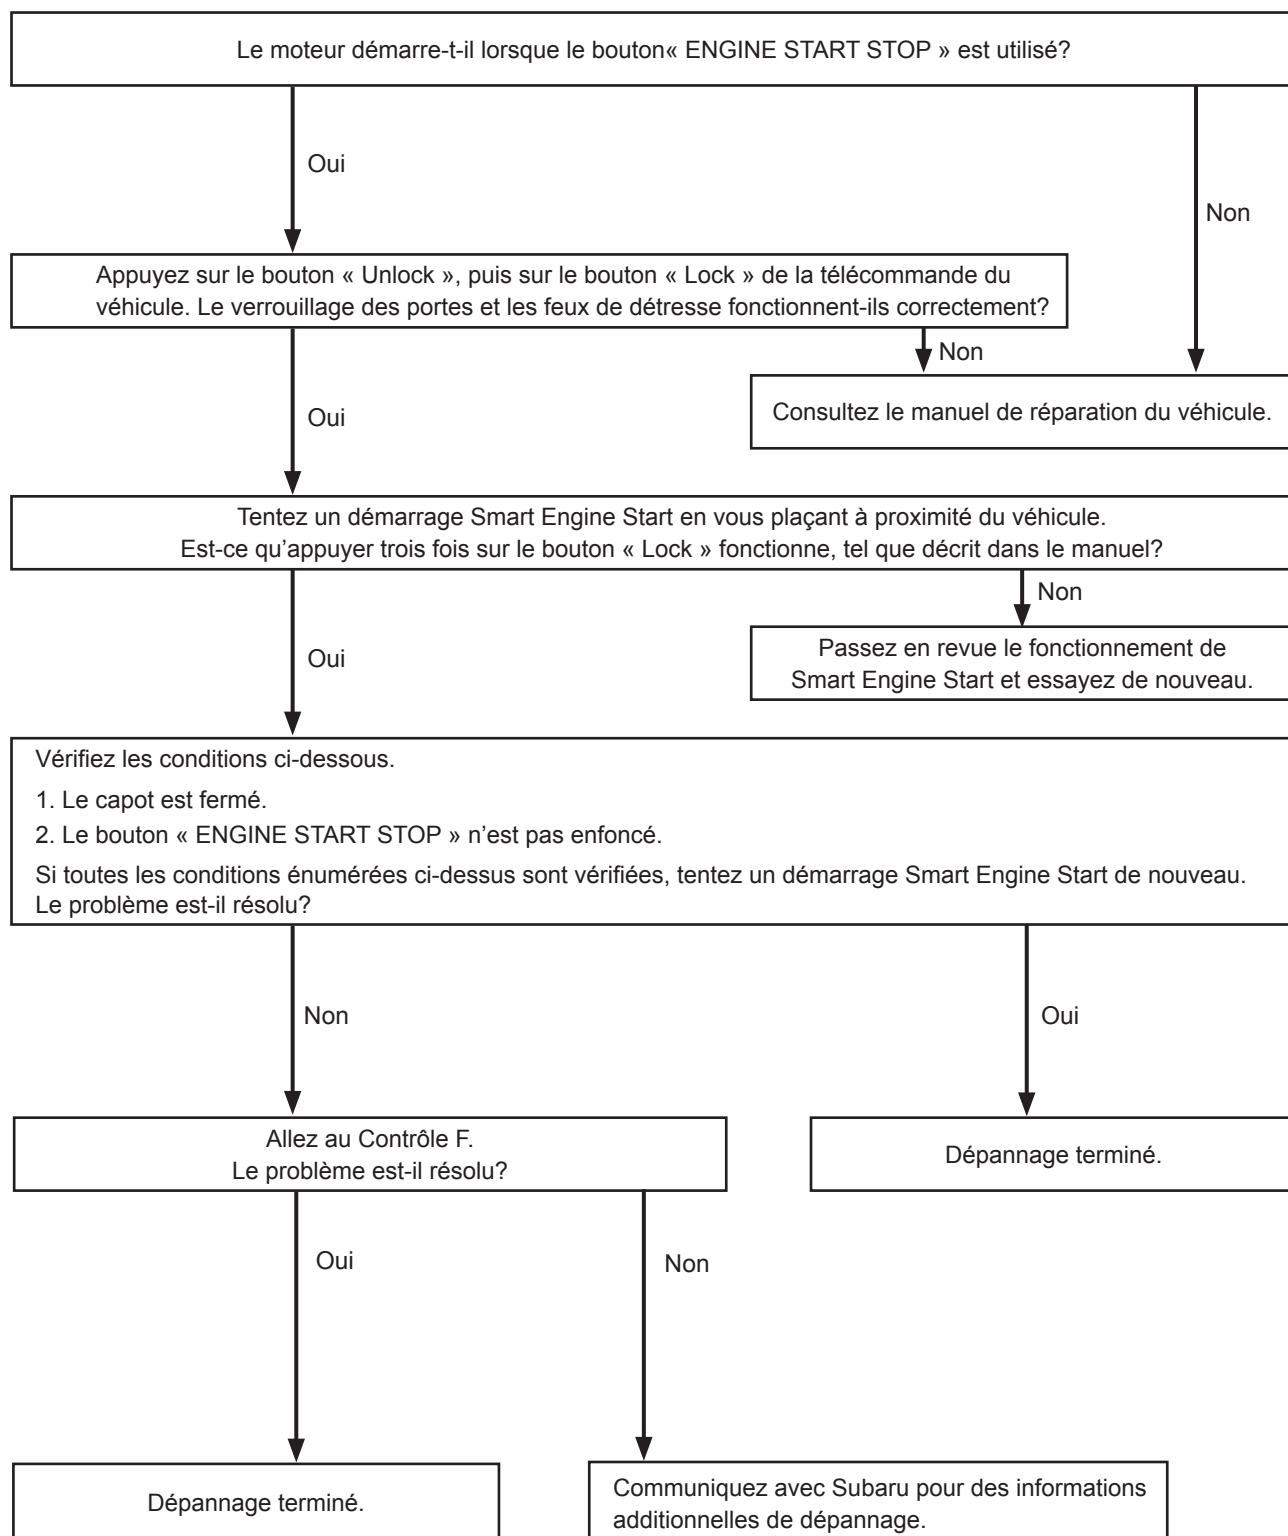 Le moteur démarre-t-il lorsque le bouton« ENGINE START STOP » est utilisé?
Oui
Non
Appuyez sur le bouton « Unlock », puis sur le bouton « Lock » de la télécommande du
véhicule. Le verrouillage des portes et les feux de détresse fonctionnent-ils correctement?
Non
Oui
Consultez le manuel de réparation du véhicule.
Tentez un démarrage Smart Engine Start en vous plaçant à proximité du véhicule.
Est-ce qu’appuyer trois fois sur le bouton « Lock » fonctionne, tel que décrit dans le manuel?
Non
Oui
Passez en revue le fonctionnement de
Smart Engine Start et essayez de nouveau.
Vérifiez les conditions ci-dessous.
1. Le capot est fermé.
2. Le bouton « ENGINE START STOP » n’est pas enfoncé.
Si toutes les conditions énumérées ci-dessus sont vérifiées, tentez un démarrage Smart Engine Start de nouveau.
Le problème est-il résolu?
Non
Oui
Allez au Contrôle F.
Le problème est-il résolu?
Dépannage terminé.
Oui
Non
Dépannage terminé.
Communiquez avec Subaru pour des informations
additionnelles de dépannage.